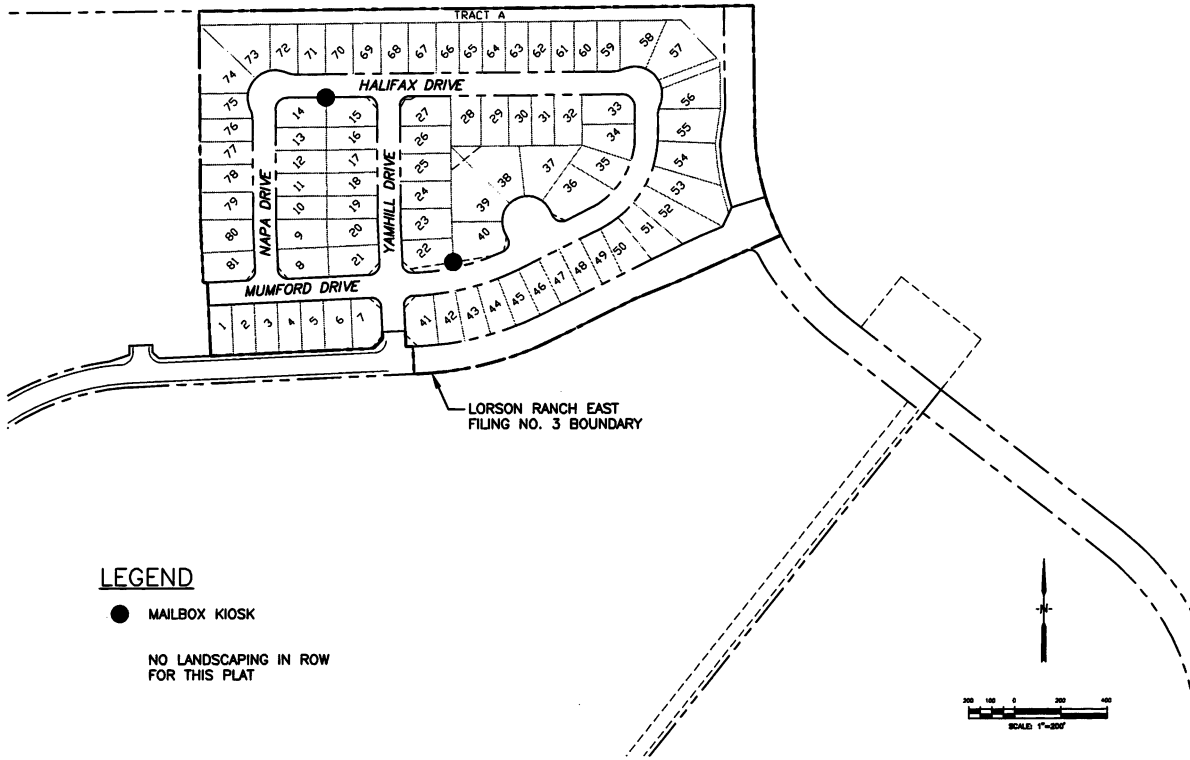 TRACT A
74 73 72 71 70 69 68 67 66 65 64 63 62 61 60 59 58 57
HALIFAX DRIVE
75 14 15 27 28 29 30 31 32 33 56
76 13 16 26 34 55
77 12 17 25 38 37 35 54
78 11 18 24 39 36 53
79 10 19 23 40 52
80 9 20 22 51
81 8 21 50
NAPA DRIVE
YAMHILL DRIVE
MUMFORD DRIVE
1 2 3 4 5 6 7 41 42 43 44 45 46 47 48 49
LORSON RANCH EAST
FILING NO. 3 BOUNDARY
LEGEND
MAILBOX KIOSK
NO LANDSCAPING IN ROW
FOR THIS PLAT
-N-
200 100 0 200 400
SCALE: 1"=200'